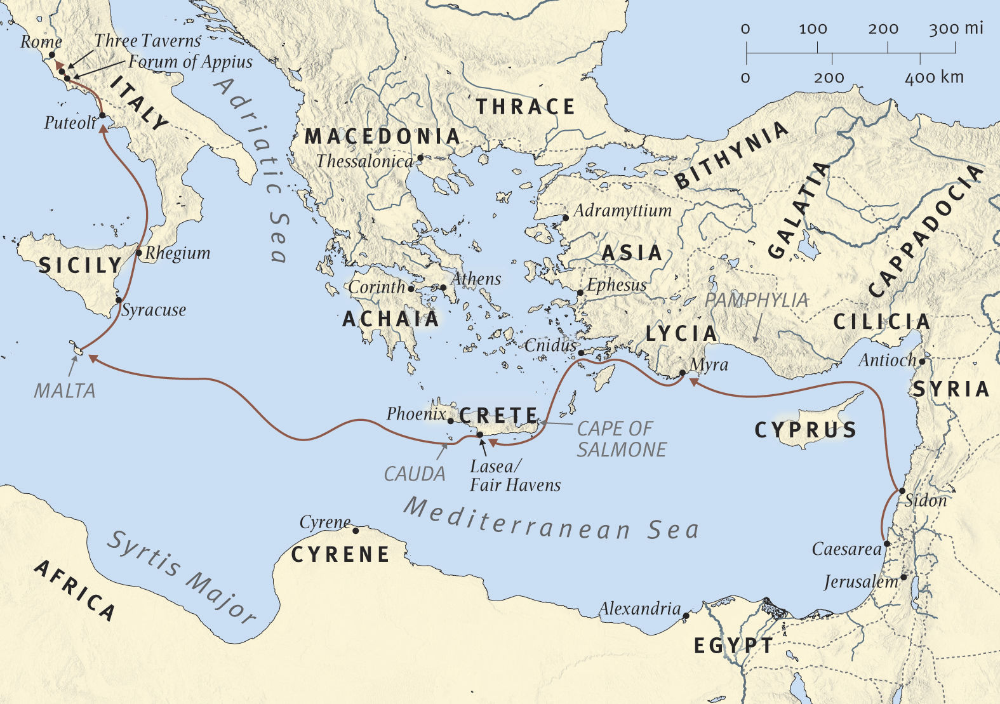 0 100 200 300 mi
0 200 400 km
Rome
Three Taverns
Forum of Appius
ITALY
Adriatic Sea
Puteoli
THRACE
MACEDONIA
Thessalonica
BITHYNIA
GALATIA
CAPPADOCIA
Adramyttium
ASIA
SICILY
Rhegium
Syracuse
Corinth
Athens
ACHAIA
Ephesus
PAMPHYLIA
CILICIA
LYCIA
Cnidus
Myra
Antioch
SYRIA
MALTA
Phoenix
CRETE
CAPE OF
SALMONE
CYPRUS
CAUDA
Lasea/
Fair Havens
Mediterranean Sea
Sidon
Cyrene
CYRENE
Syrtis Major
AFRICA
Caesarea
Jerusalem
Alexandria
EGYPT